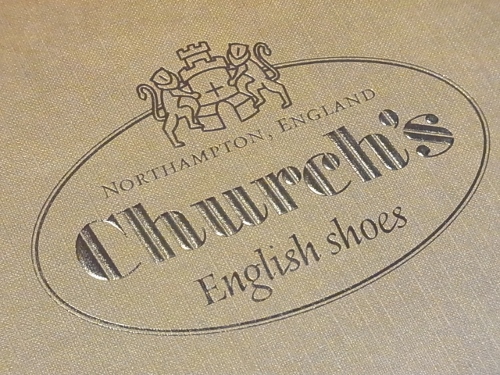 NORTHAMPTON, ENGLAND
Church's
English shoes